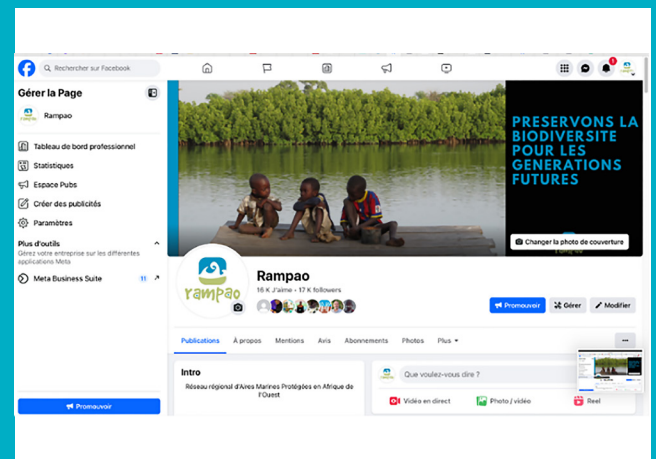 Rechercher sur Facebook
Gérer la Page
Rampao
Tableau de bord professionnel
Statistiques
Espace Pubs
Créer des publicités
Paramètres
Plus d'outils
Gérez votre entreprise sur les différentes
applications Meta
Meta Business Suite
11
Promouvoir
PRESERVONS LA
BIODIVERSITE
POUR LES
GENERATIONS
FUTURES
Changer la photo de couverture
rampao
Rampao
16 K J'aime • 17 K followers
Promouvoir
Gérer
Modifier
Publications
À propos
Mentions
Avis
Abonnements
Photos
Plus
Intro
Réseau régional d'Aires Marines Protégées en Afrique de
l'Ouest
Que voulez-vous dire ?
Vidéo en direct
Photo / vidéo
Reel